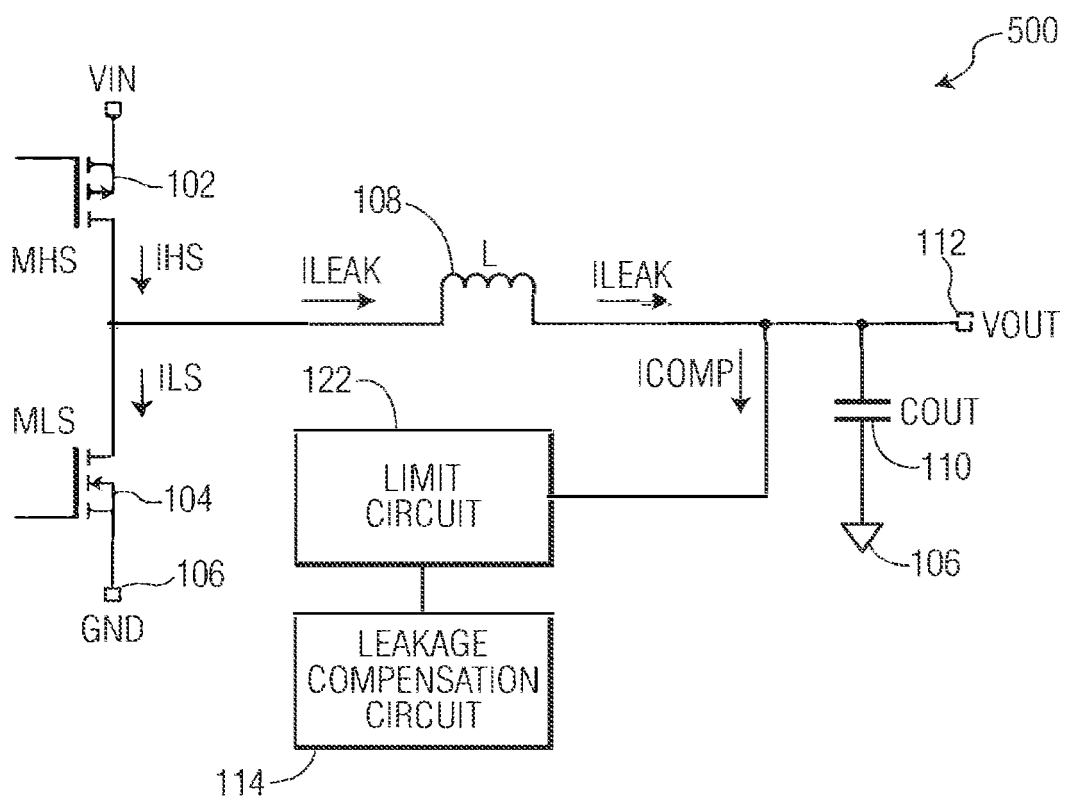 500
VIN
102
MHS
IHS
108
L
ILEAK
ILEAK
112
VOUT
ILS
122
ICOMP
MLS
COUT
110
LIMIT
CIRCUIT
104
106
106
GND
LEAKAGE
COMPENSATION
CIRCUIT
114